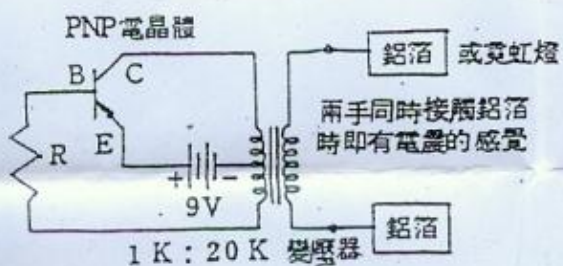 PNP電晶體
B
C
E
R
+
-
9V
1K:20K 變壓器
鋁箔 或霓虹燈
兩手同時接觸鋁箔
時即有電震的感覺
鋁箔